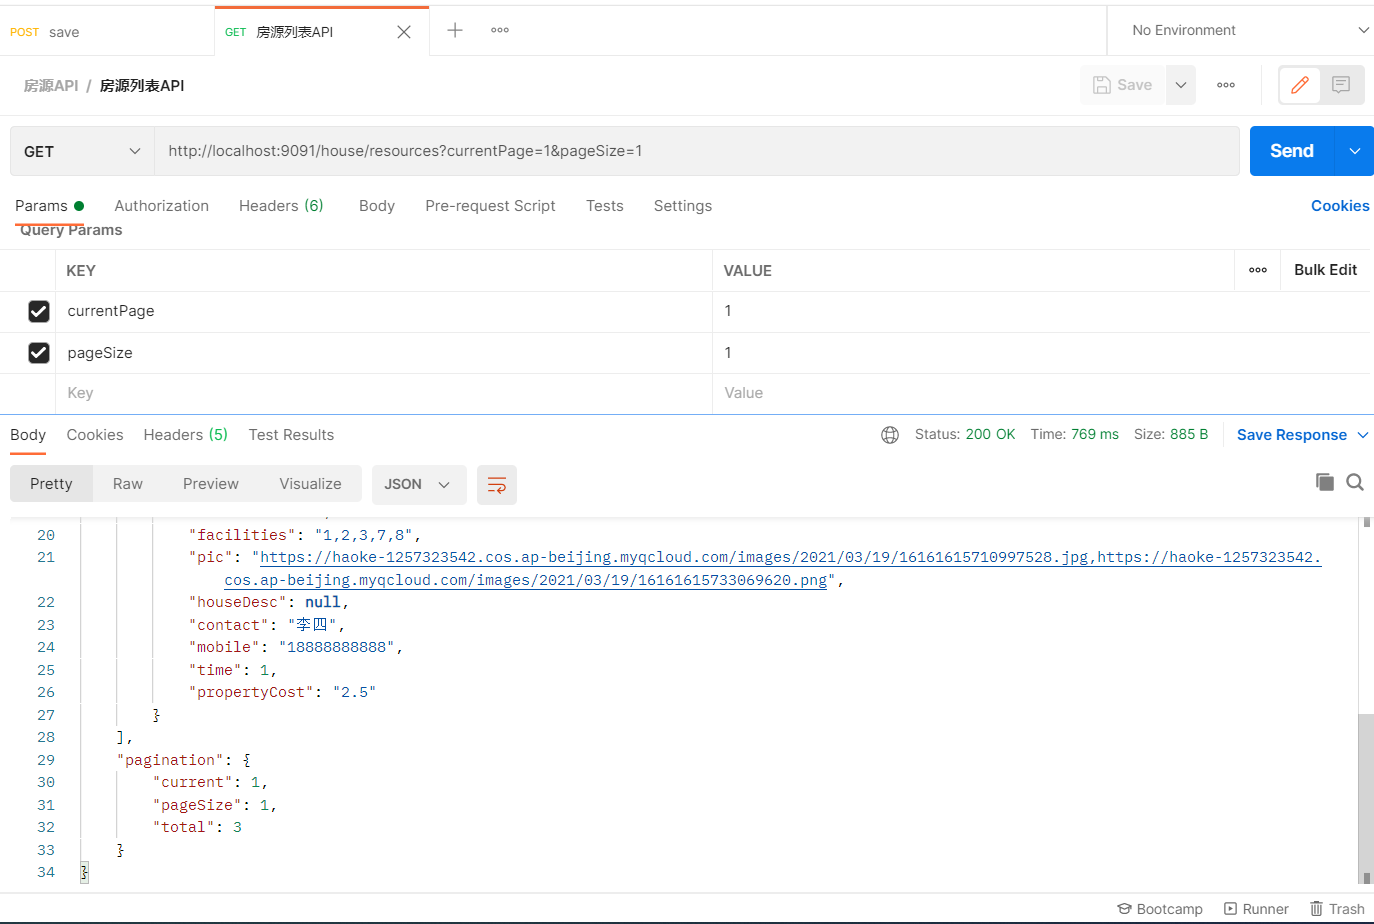 POST save
GET 房源列表API
No Environment
房源API / 房源列表API
Save
GET
http://localhost:9091/house/resources?currentPage=1&pageSize=1
Send
Params Authorization Headers (6) Body Pre-request Script Tests Settings Cookies
Query Params
KEY VALUE Bulk Edit
currentPage 1
pageSize 1
Key Value
Body Cookies Headers (5) Test Results Status: 200 OK Time: 769 ms Size: 885 B Save Response
Pretty Raw Preview Visualize JSON
20 "facilities": "1,2,3,7,8",
21 "pic": "https://haoke-1257323542.cos.ap-beijing.myqcloud.com/images/2021/03/19/16161615710997528.jpg,https://haoke-1257323542.
cos.ap-beijing.myqcloud.com/images/2021/03/19/16161615733069620.png",
22 "houseDesc": null,
23 "contact": "李四",
24 "mobile": "18888888888",
25 "time": 1,
26 "propertyCost": "2.5"
27 }
28 ],
29 "pagination": {
30 "current": 1,
31 "pageSize": 1,
32 "total": 3
33 }
34 }
Bootcamp Runner Trash